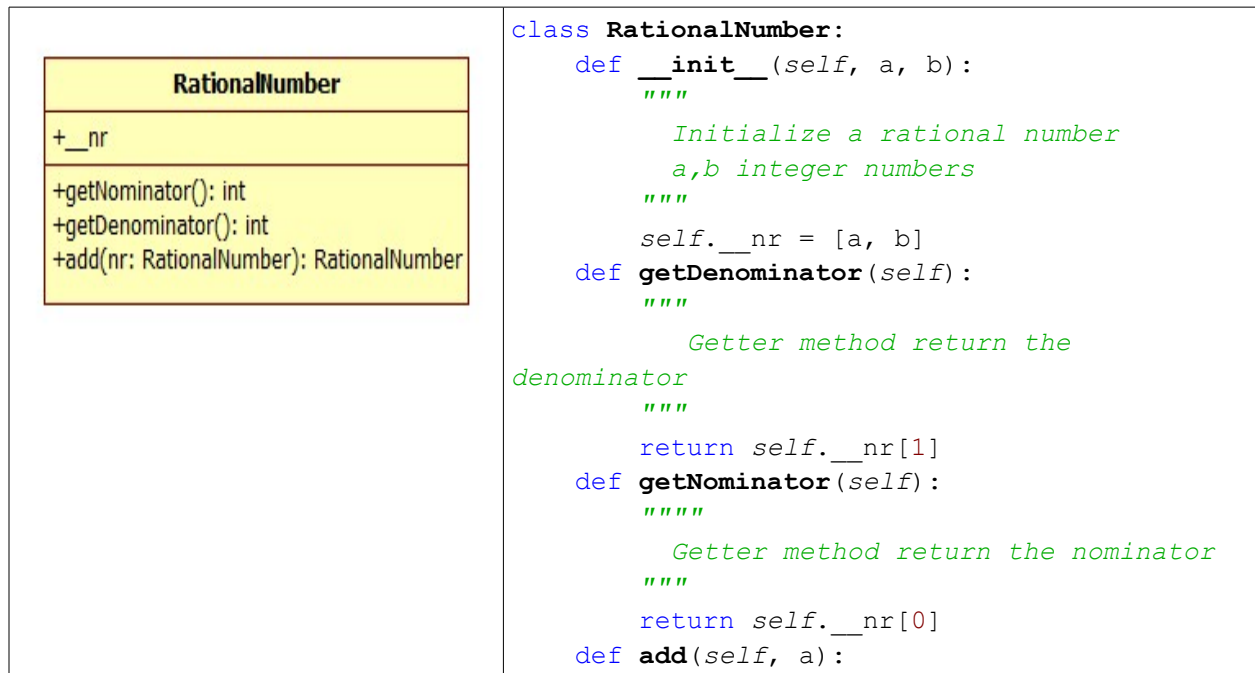 RationalNumber
+__nr
+getNominator(): int
+getDenominator(): int
+add(nr: RationalNumber): RationalNumber
class RationalNumber:
    def __init__(self, a, b):
        """
          Initialize a rational number
          a,b integer numbers
        """
        self.__nr = [a, b]
    def getDenominator(self):
        """
           Getter method return the
denominator
        """
        return self.__nr[1]
    def getNominator(self):
        """"
          Getter method return the nominator
        """
        return self.__nr[0]
    def add(self, a):